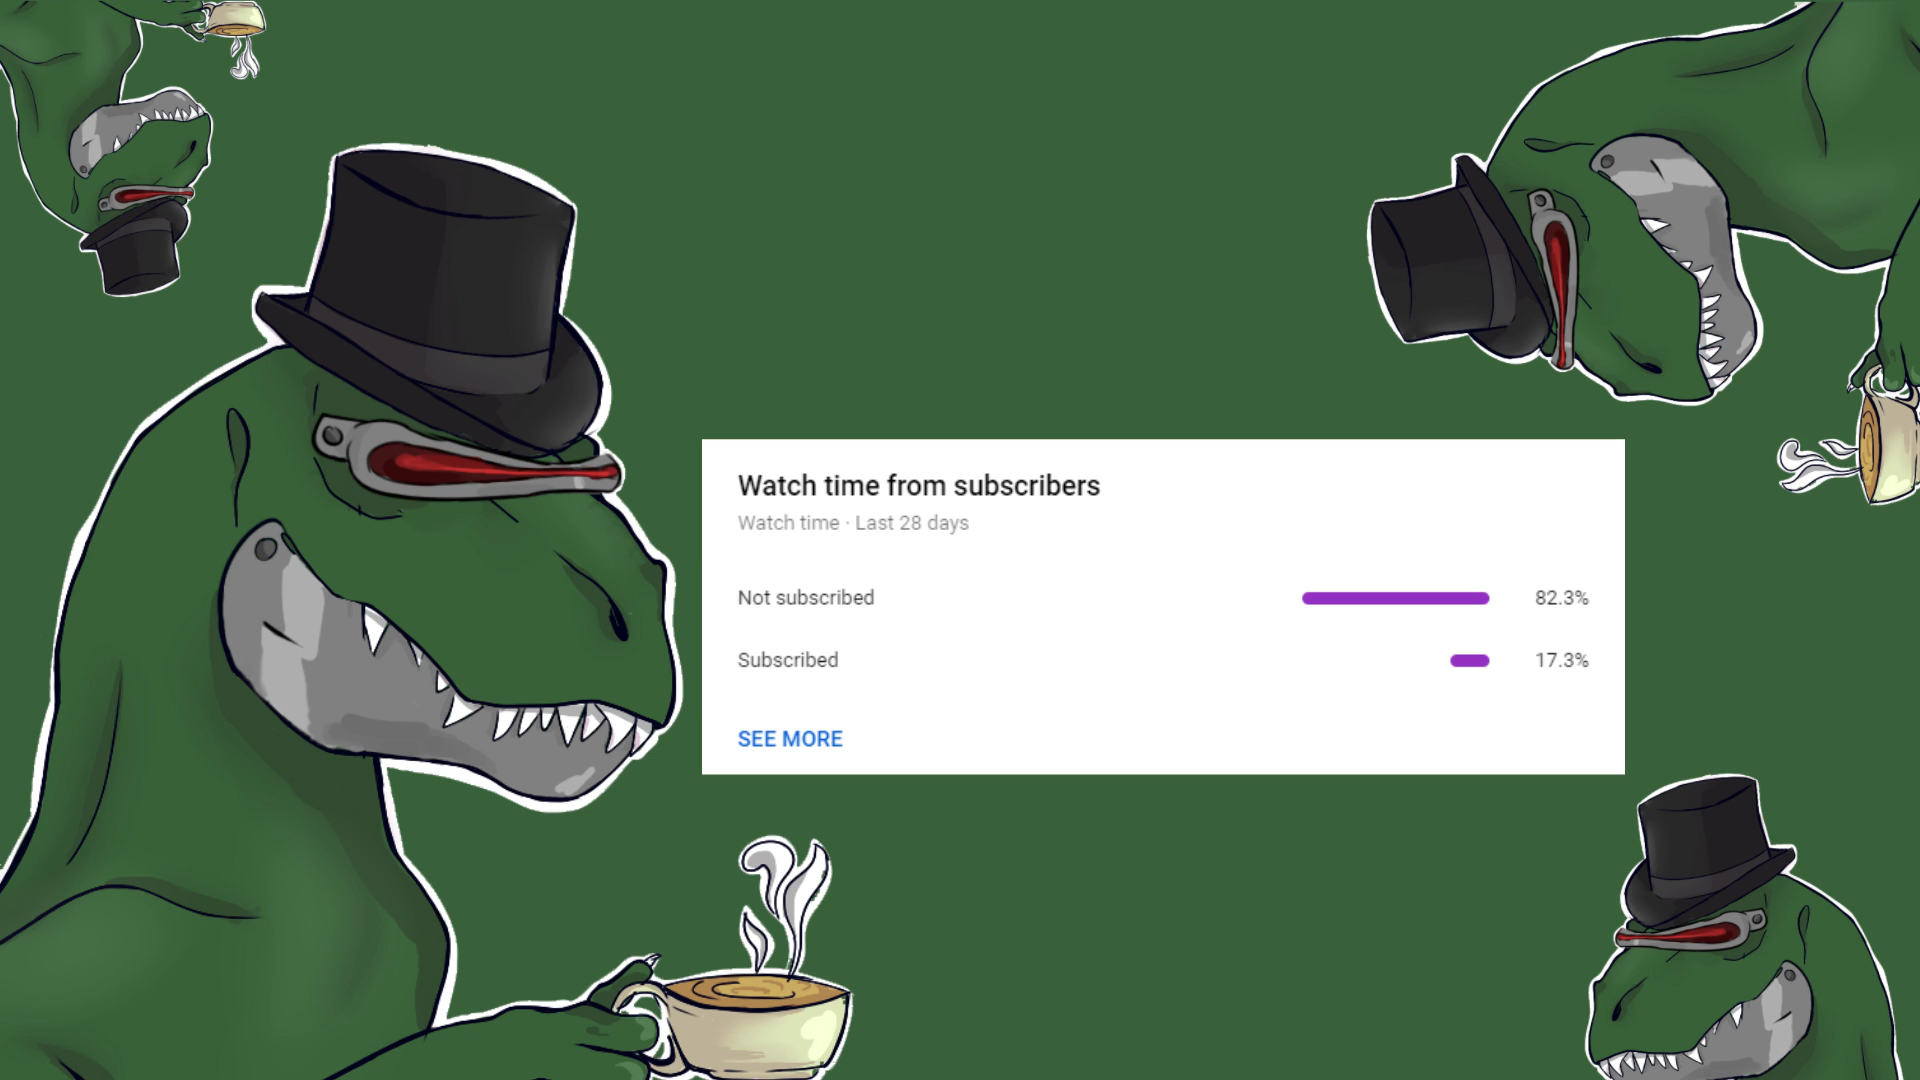 Watch time from subscribers
Watch time · Last 28 days
Not subscribed 82.3%
Subscribed 17.3%
SEE MORE